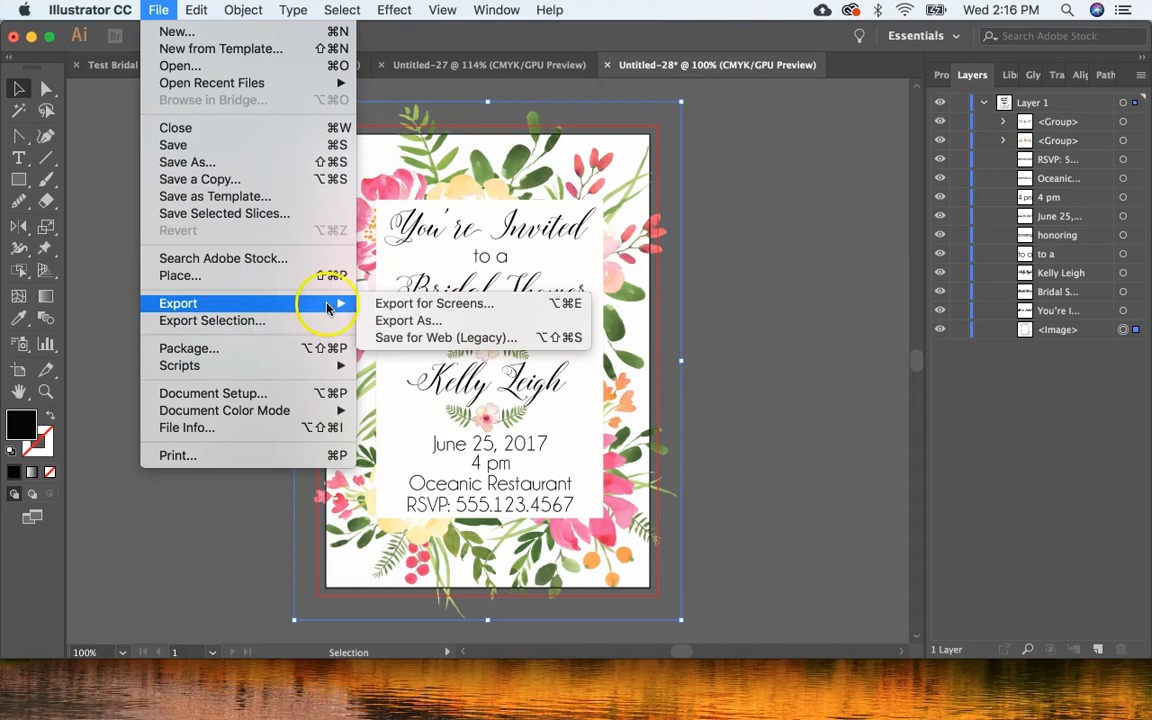 Illustrator CC File Edit Object Type Select Effect View Window Help Wed 2:16 PM
Ai Br Essentials Search Adobe Stock
Test Bridal Untitled-27 @ 114% (CMYK/GPU Preview) Untitled-28* @ 100% (CMYK/GPU Preview)
New... ⌘N
New from Template... ⇧⌘N
Open... ⌘O
Open Recent Files
Browse in Bridge... ⌥⌘O
Close ⌘W
Save ⌘S
Save As... ⇧⌘S
Save a Copy... ⌥⌘S
Save as Template...
Save Selected Slices...
Revert ⌥⌘Z
Search Adobe Stock...
Place... ⇧⌘P
Export
Export Selection...
Package... ⌥⇧⌘P
Scripts
Document Setup... ⌥⌘P
Document Color Mode
File Info... ⌥⇧⌘I
Print... ⌘P
Export for Screens... ⌥⌘E
Export As...
Save for Web (Legacy)... ⌥⇧⌘S
You're Invited
to a
Bridal Shower
Kelly Leigh
June 25, 2017
4 pm
Oceanic Restaurant
RSVP: 555.123.4567
Pro Layers Lib Gly Tra Alig Path
Layer 1
<Group>
<Group>
RSVP: 5...
Oceanic...
4 pm
June 25,...
honoring
to a
Kelly Leigh
Bridal S...
You're I...
<Image>
100% 1 Selection
1 Layer